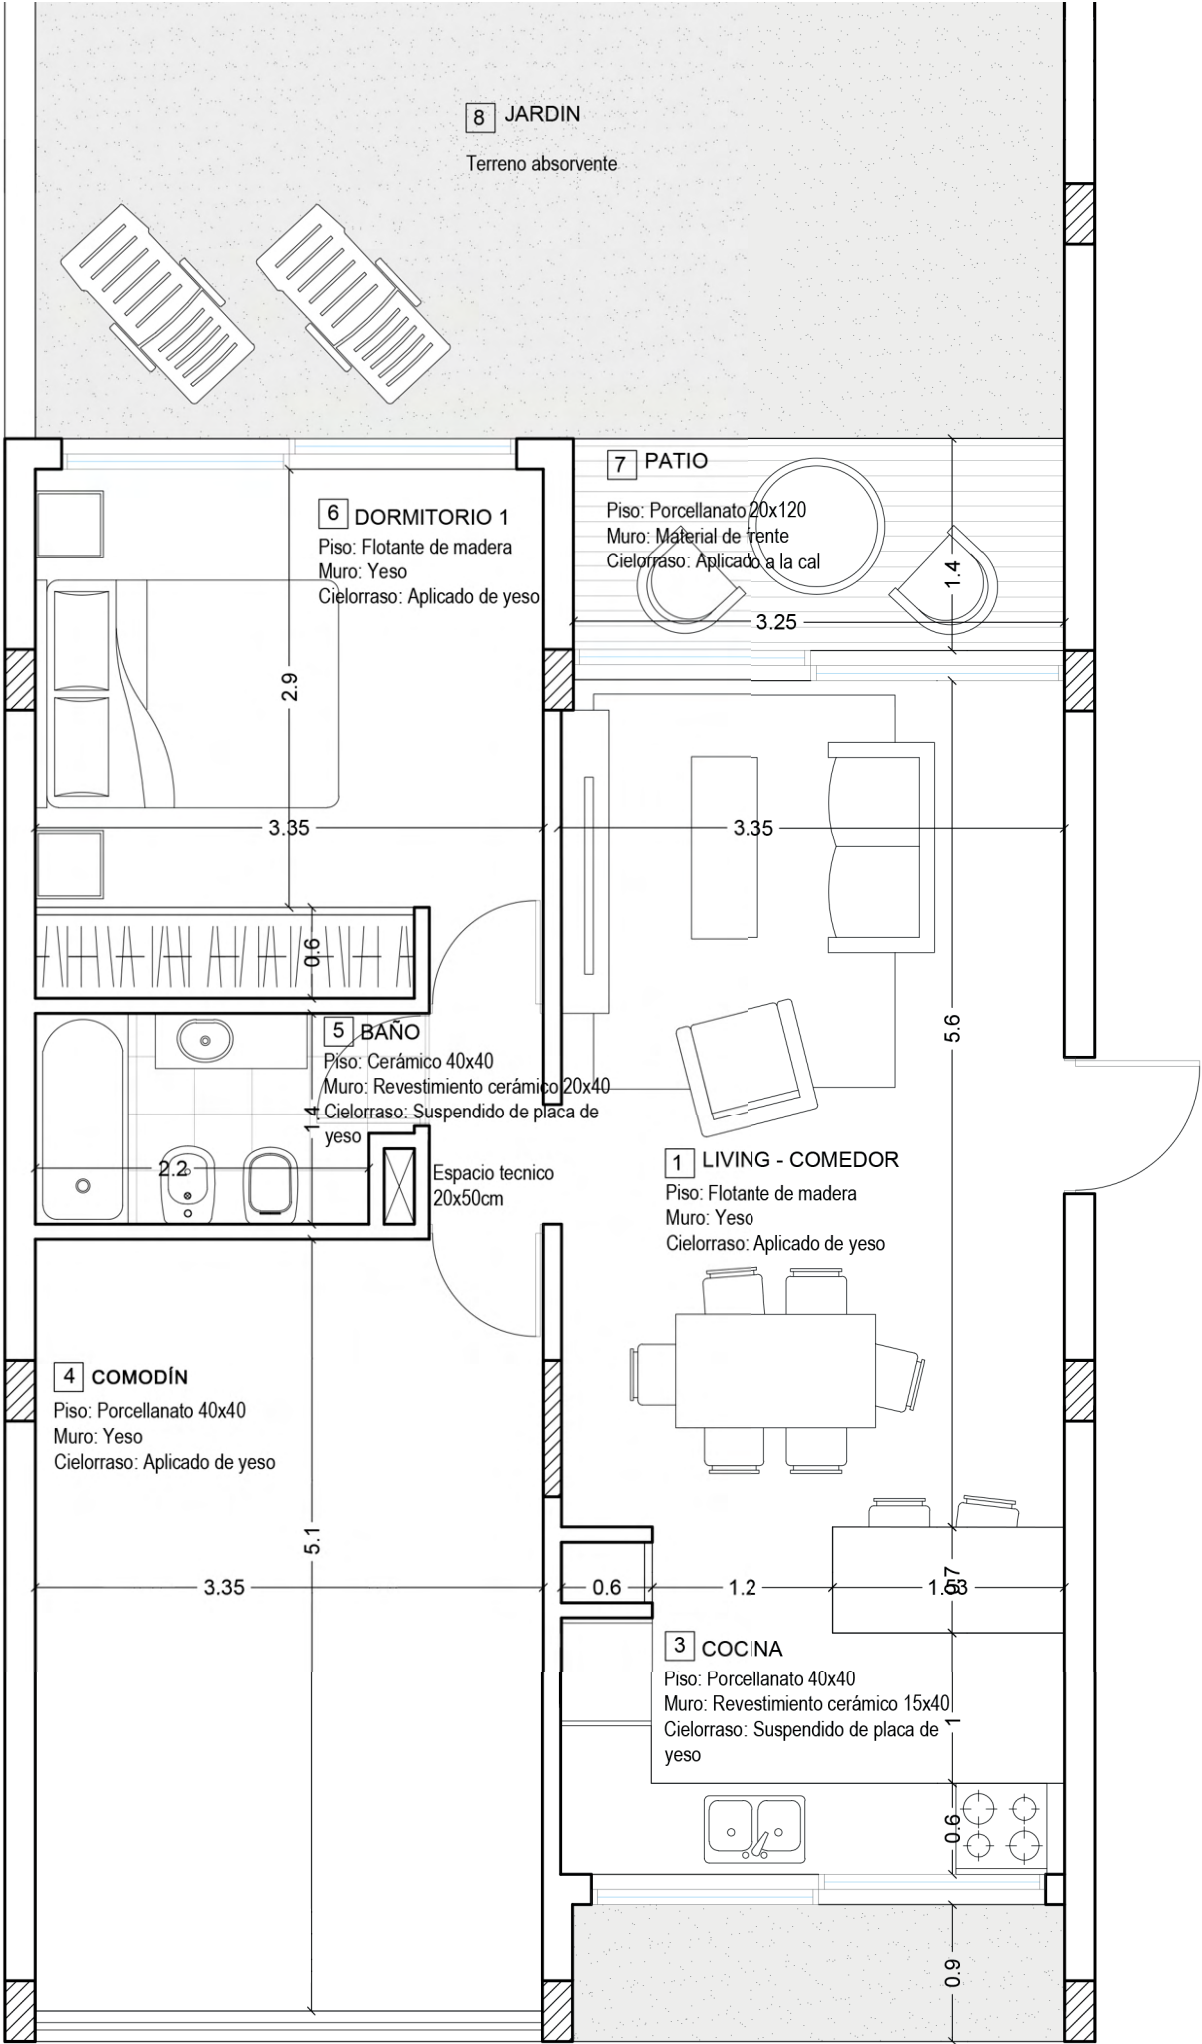 8 JARDIN
Terreno absorvente
6 DORMITORIO 1
Piso: Flotante de madera
Muro: Yeso
Cielorraso: Aplicado de yeso
2.9
3.35
0.6
7 PATIO
Piso: Porcellanato 20x120
Muro: Material de frente
Cielorraso: Aplicado a la cal
1.4
3.25
3.35
5.6
5 BAÑO
Piso: Cerámico 40x40
Muro: Revestimiento cerámico 20x40
Cielorraso: Suspendido de placa de
yeso
1.4
2.2
Espacio tecnico
20x50cm
1 LIVING - COMEDOR
Piso: Flotante de madera
Muro: Yeso
Cielorraso: Aplicado de yeso
4 COMODÍN
Piso: Porcellanato 40x40
Muro: Yeso
Cielorraso: Aplicado de yeso
5.1
3.35
0.6
1.2
1.53
3 COCINA
Piso: Porcellanato 40x40
Muro: Revestimiento cerámico 15x40
Cielorraso: Suspendido de placa de
yeso
1
0.6
0.9